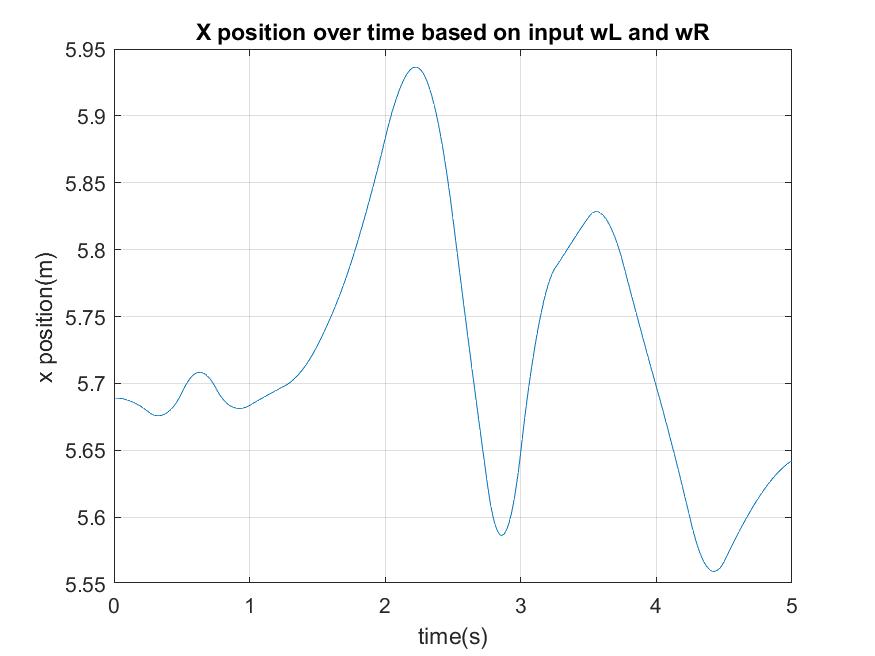 X position over time based on input wL and wR
5.95
5.9
5.85
5.8
5.75
5.7
5.65
5.6
5.55
x position(m)
0 1 2 3 4 5
time(s)